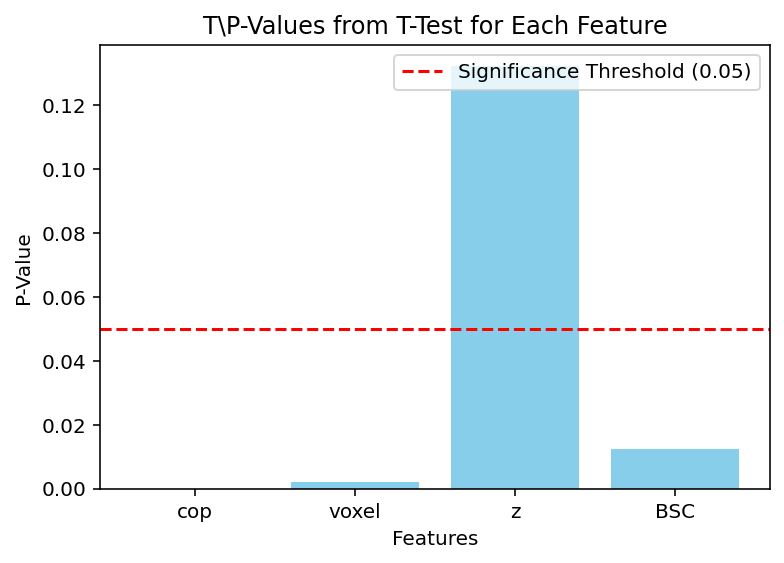 T\P-Values from T-Test for Each Feature
Significance Threshold (0.05)
0.12
0.10
0.08
0.06
0.04
0.02
0.00
P-Value
cop voxel z BSC
Features